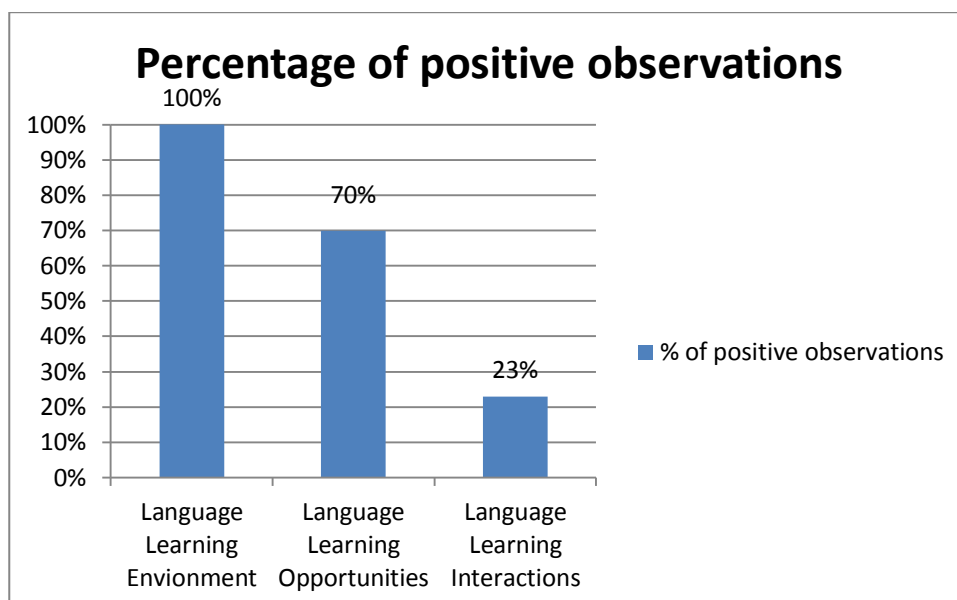 Percentage of positive observations
100%
70%
23%
100%
90%
80%
70%
60%
50%
40%
30%
20%
10%
0%
Language
Learning
Envionment
Language
Learning
Opportunities
Language
Learning
Interactions
% of positive observations